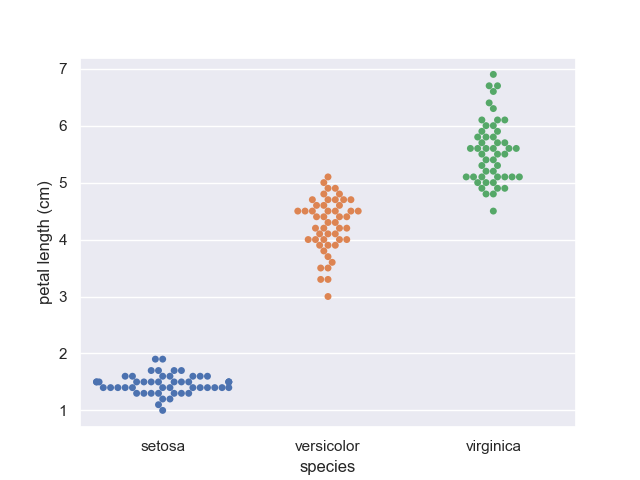 7
6
5
4
3
2
1
petal length (cm)
setosa versicolor virginica
species